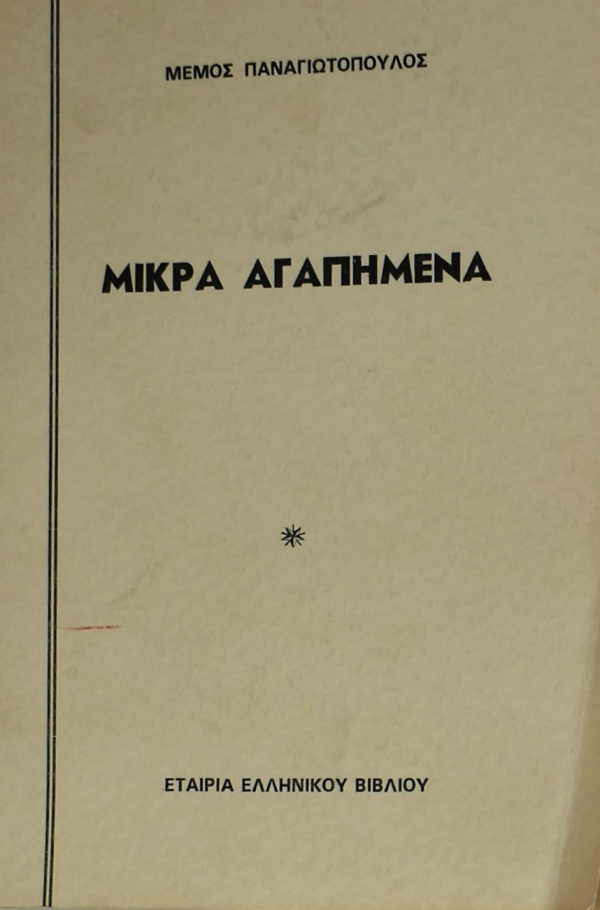 ΜΕΜΟΣ ΠΑΝΑΓΙΩΤΟΠΟΥΛΟΣ
ΜΙΚΡΑ ΑΓΑΠΗΜΕΝΑ
ΕΤΑΙΡΙΑ ΕΛΛΗΝΙΚΟΥ ΒΙΒΛΙΟΥ